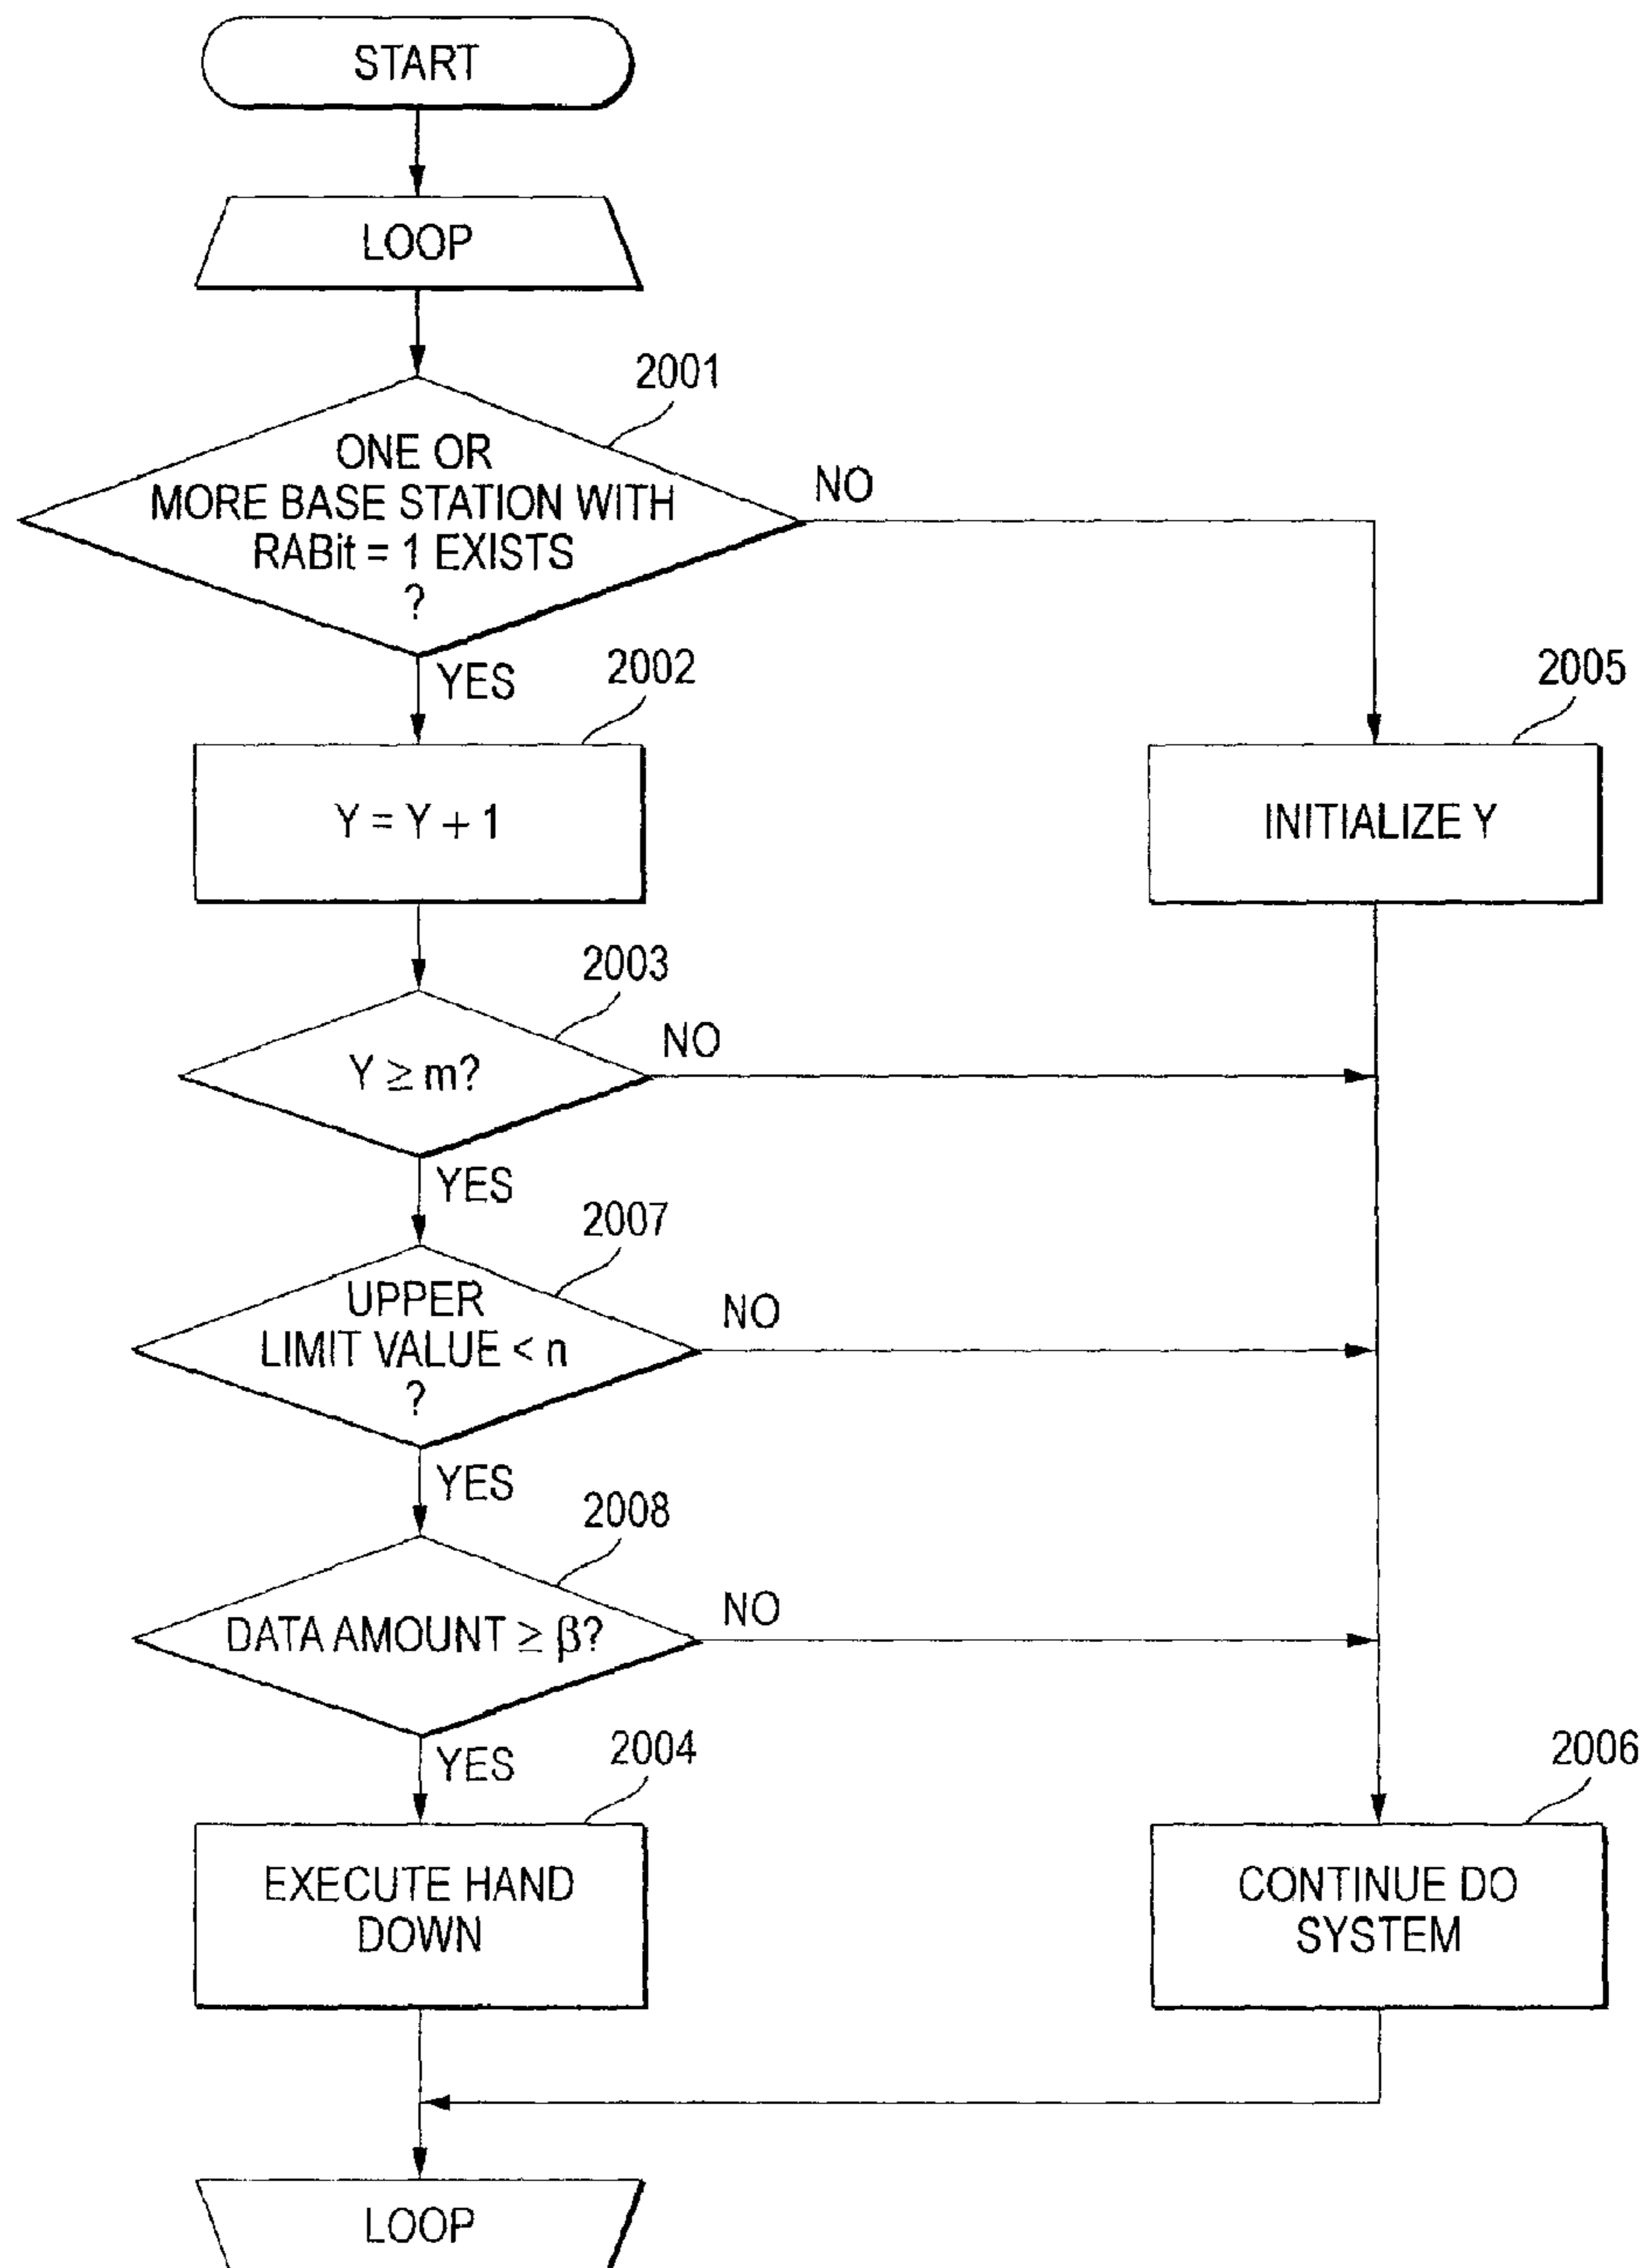 START
LOOP
2001
ONE OR
MORE BASE STATION WITH
RABit = 1 EXISTS
?
NO
YES
2002
2005
Y = Y + 1
INITIALIZE Y
2003
Y ≥ m?
NO
YES
2007
UPPER
LIMIT VALUE < n
?
NO
YES
2008
DATA AMOUNT ≥ β?
NO
YES
2004
2006
EXECUTE HAND
DOWN
CONTINUE DO
SYSTEM
LOOP